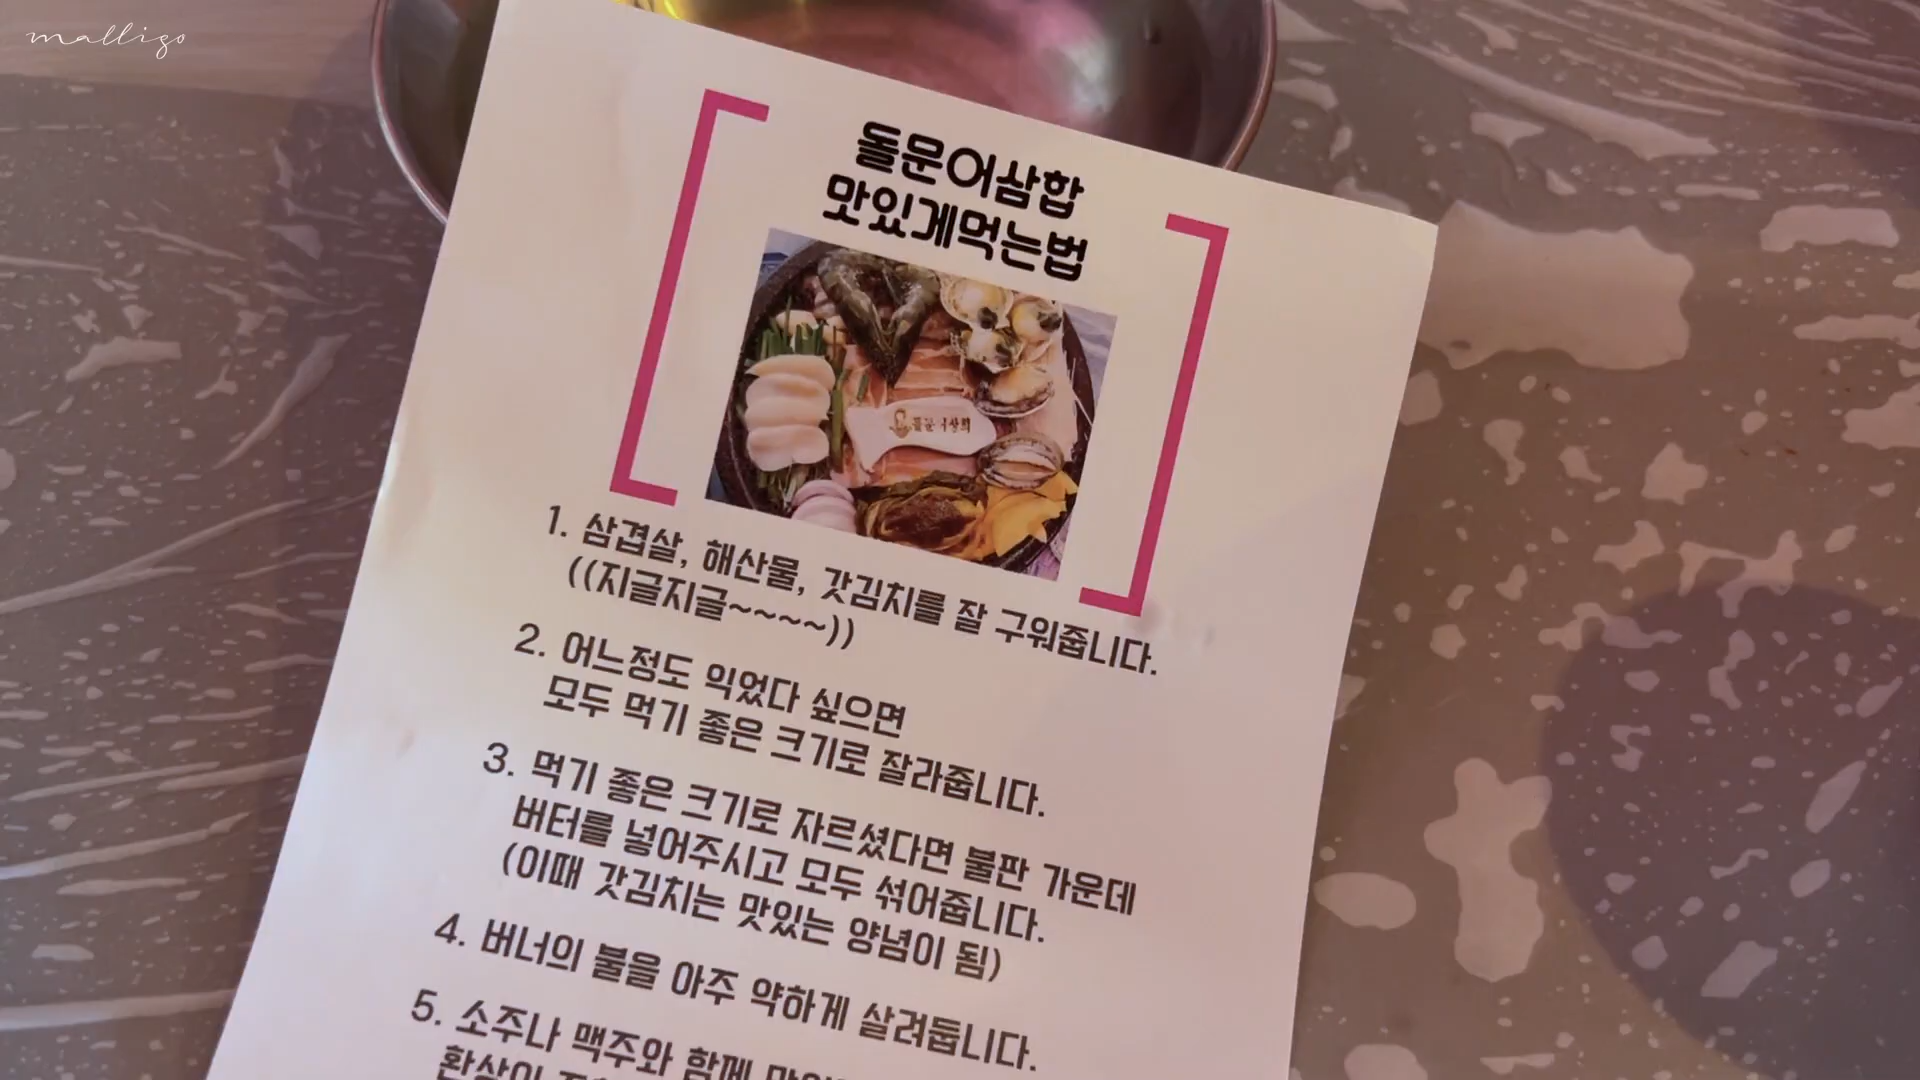 malligo
돌문어삼합
맛있게먹는법
1. 삼겹살, 해산물, 갓김치를 잘 구워줍니다.
((지글지글~~~~))
2. 어느정도 익었다 싶으면
모두 먹기 좋은 크기로 잘라줍니다.
3. 먹기 좋은 크기로 자르셨다면 불판 가운데
버터를 넣어주시고 모두 섞어줍니다.
(이때 갓김치는 맛있는 양념이 됨)
4. 버너의 불을 아주 약하게 살려둡니다.
5. 소주나 맥주와 함께